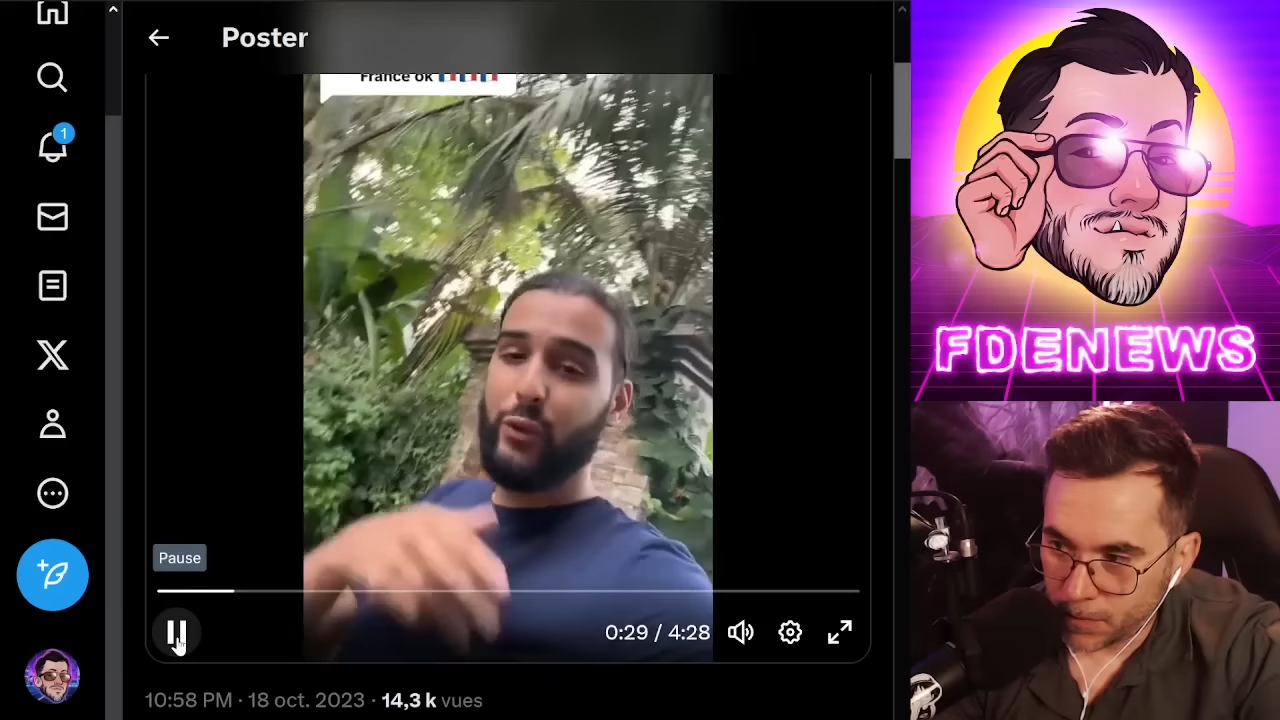 1
Poster
France ok 🇫🇷🇫🇷🇫🇷
Pause
0:29 / 4:28
10:58 PM · 18 oct. 2023 · 14,3 k vues
FDENEWS